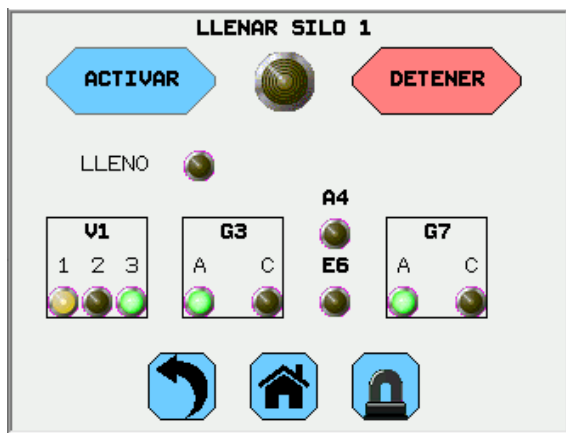 LLENAR SILO 1
ACTIVAR DETENER
LLENO
A4
V1 G3 G7
1 2 3 A C E6 A C